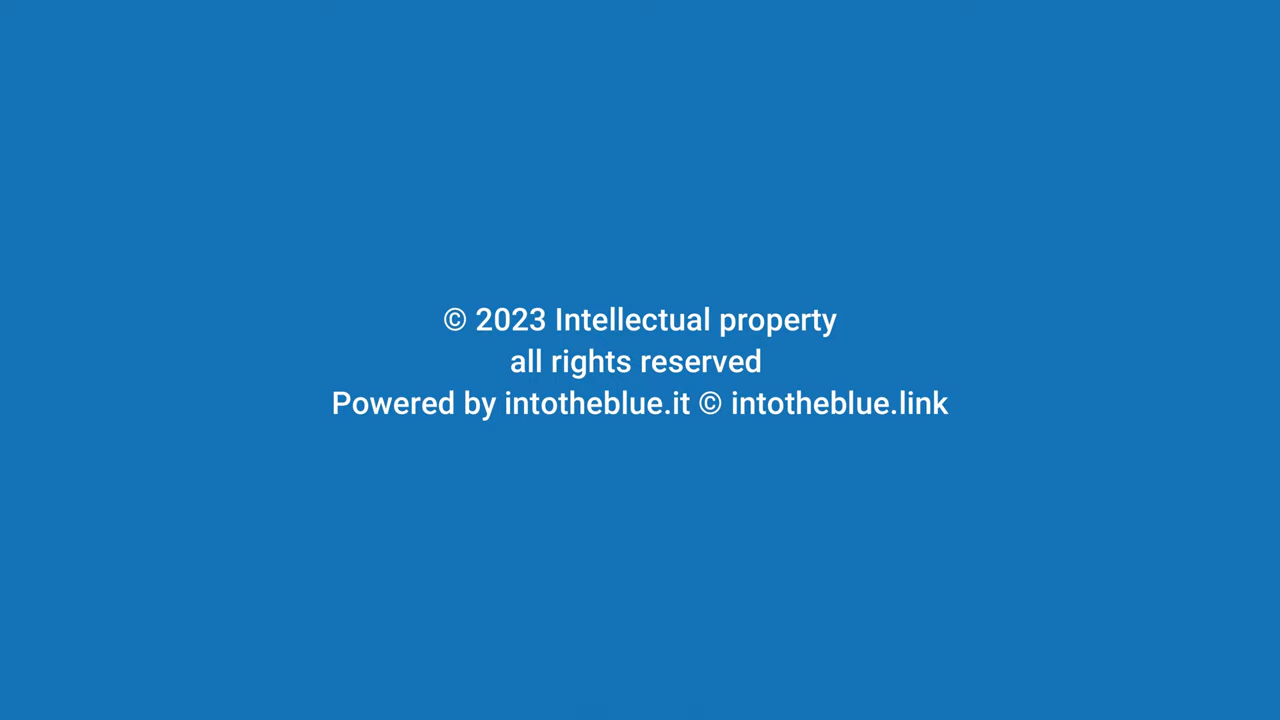 © 2023 Intellectual property
all rights reserved
Powered by intotheblue.it © intotheblue.link